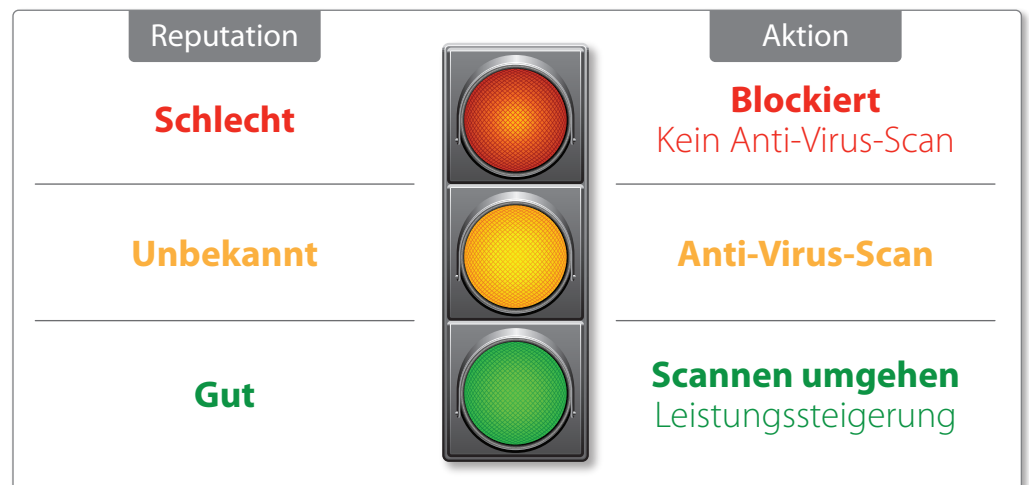 Reputation
Aktion
Schlecht
Blockiert
Kein Anti-Virus-Scan
Unbekannt
Anti-Virus-Scan
Gut
Scannen umgehen
Leistungssteigerung